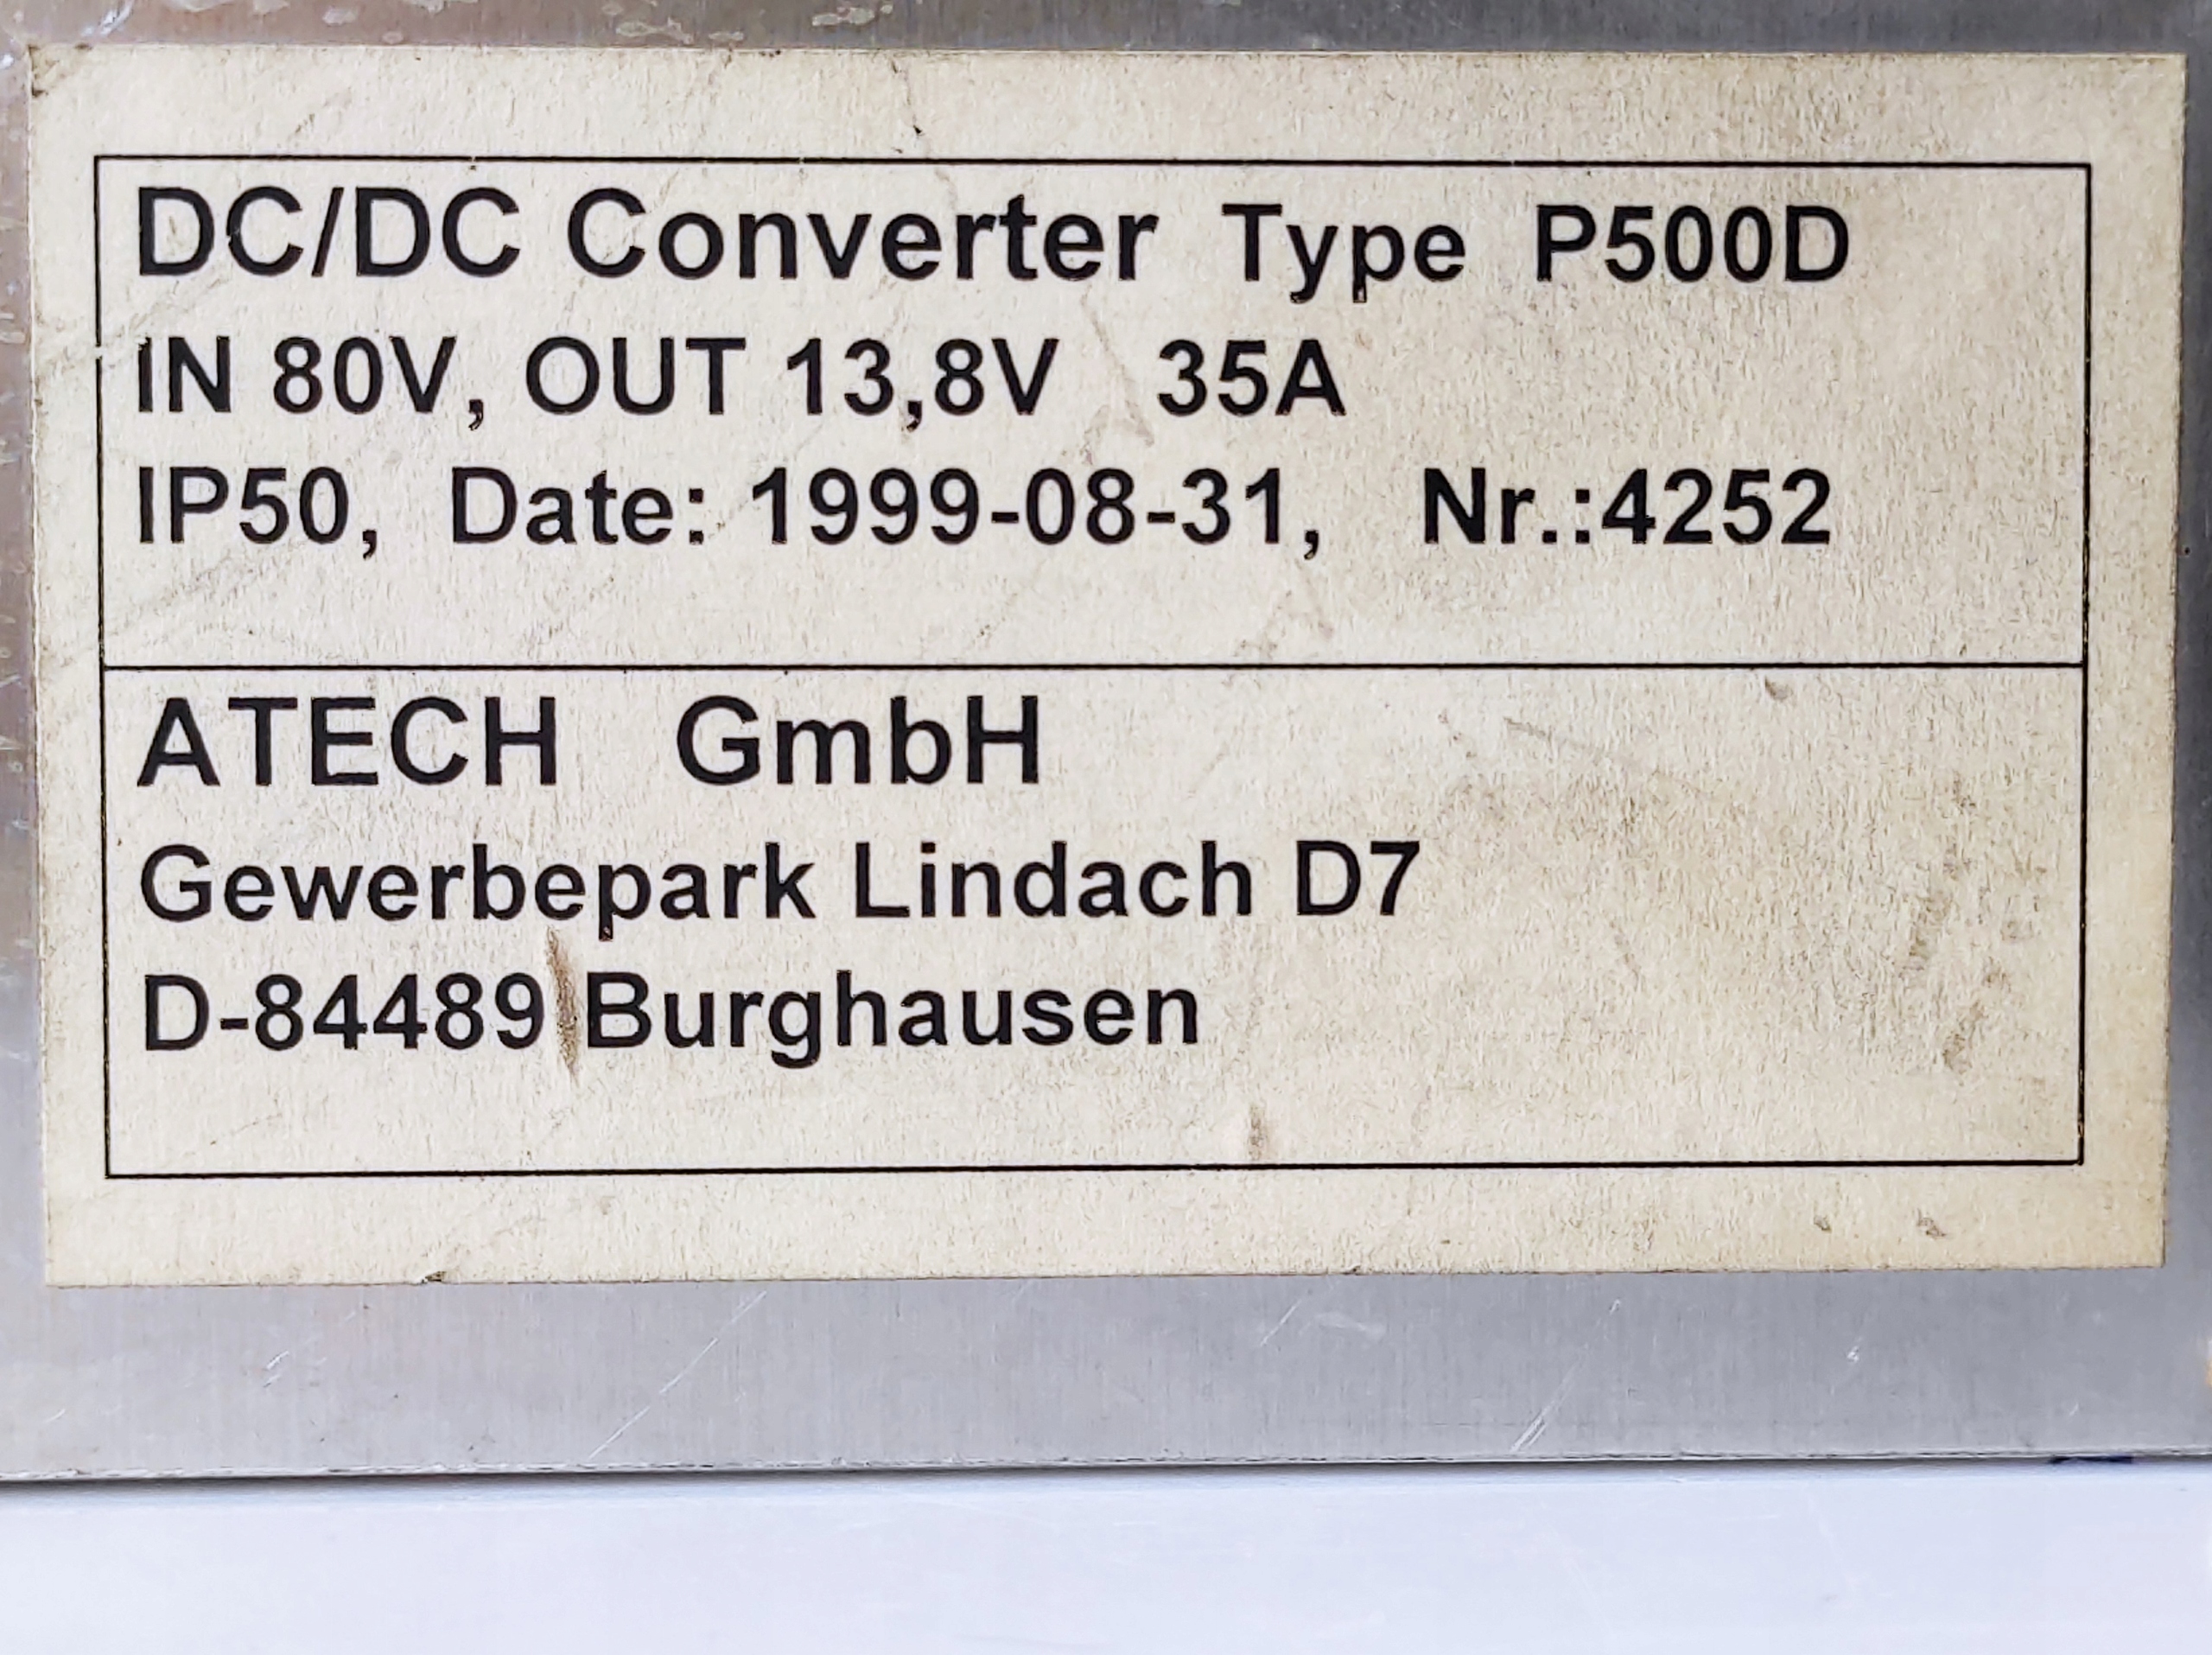 DC/DC Converter Type P500D
IN 80V, OUT 13,8V 35A
IP50, Date: 1999-08-31, Nr.:4252
ATECH GmbH
Gewerbepark Lindach D7
D-84489 Burghausen